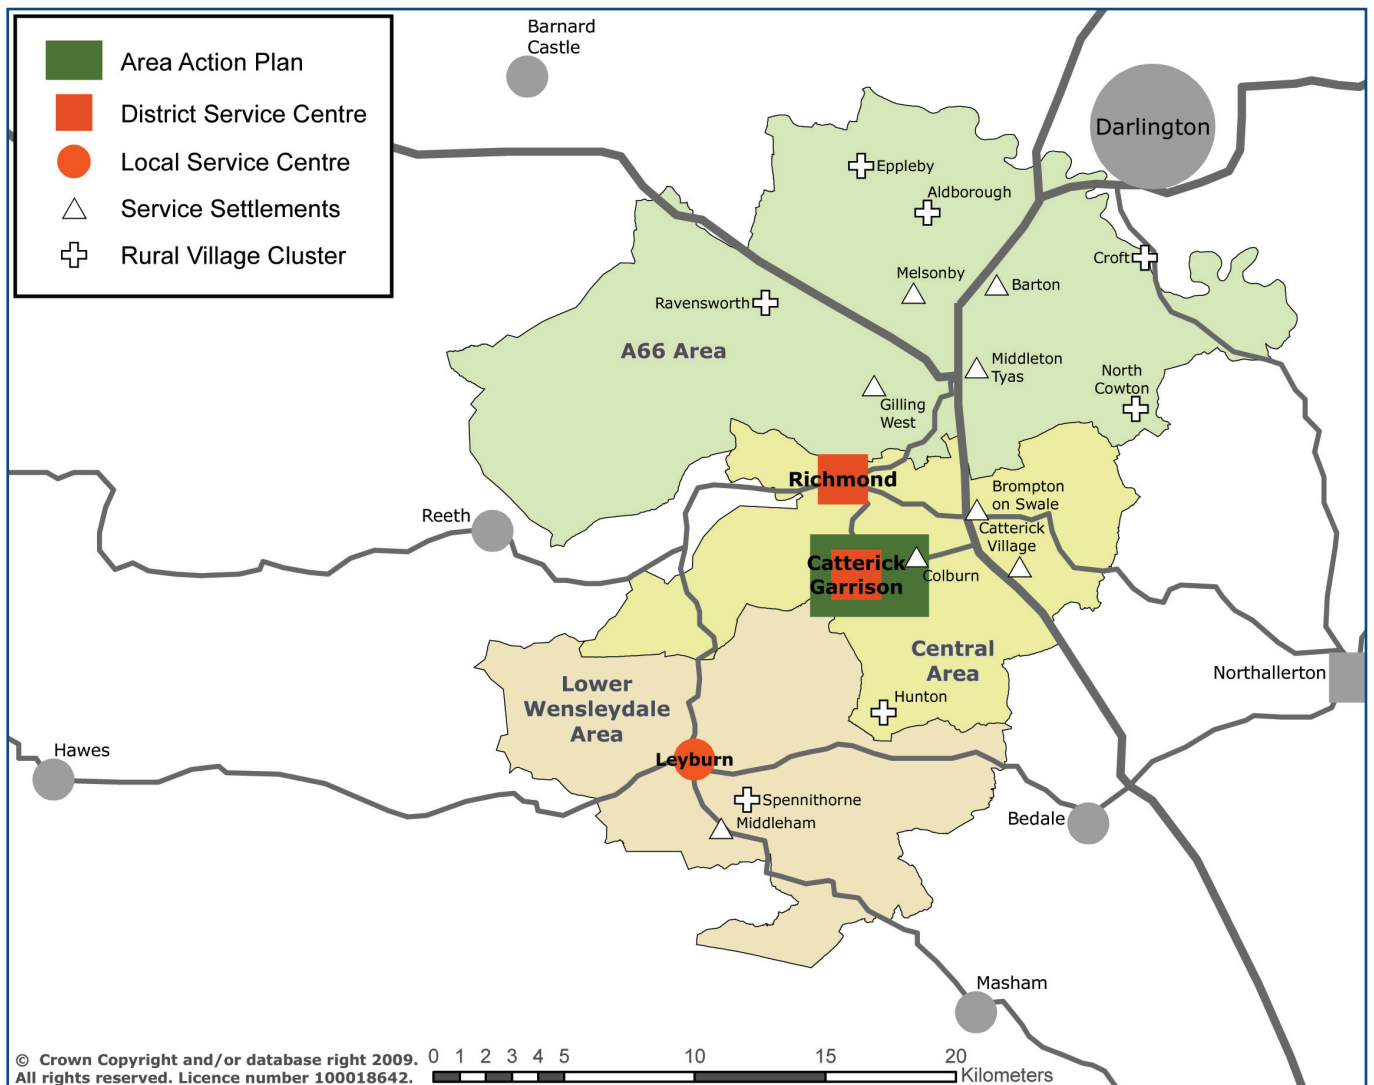 Area Action Plan
District Service Centre
Local Service Centre
Service Settlements
Rural Village Cluster
Barnard
Castle
Darlington
Eppleby
Aldborough
Croft
Melsonby
Barton
Ravensworth
A66 Area
Middleton
Tyas
North
Cowton
Gilling
West
Richmond
Brompton
on Swale
Reeth
Catterick
Village
Catterick
Garrison
Colburn
Central
Area
Northallerton
Lower
Wensleydale
Area
Hunton
Hawes
Leyburn
Spennithorne
Middleham
Bedale
Masham
© Crown Copyright and/or database right 2009.
All rights reserved. Licence number 100018642.
0 1 2 3 4 5 10 15 20
Kilometers